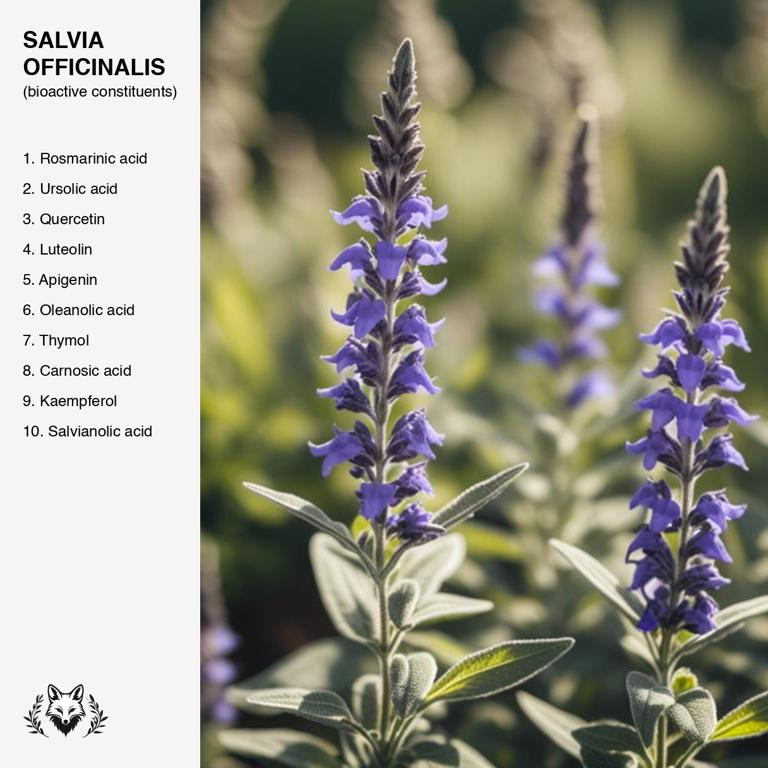 SALVIA
OFFICINALIS
(bioactive constituents)
1. Rosmarinic acid
2. Ursolic acid
3. Quercetin
4. Luteolin
5. Apigenin
6. Oleanolic acid
7. Thymol
8. Carnosic acid
9. Kaempferol
10. Salvianolic acid